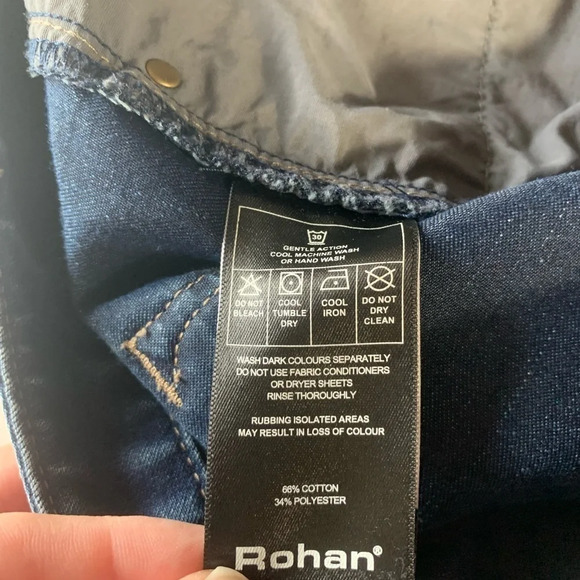 30
GENTLE ACTION
COOL MACHINE WASH
OR HAND WASH
DO NOT
BLEACH
COOL
TUMBLE
DRY
COOL
IRON
DO NOT
DRY
CLEAN
WASH DARK COLOURS SEPARATELY
DO NOT USE FABRIC CONDITIONERS
OR DRYER SHEETS
RINSE THOROUGHLY
RUBBING ISOLATED AREAS
MAY RESULT IN LOSS OF COLOUR
66% COTTON
34% POLYESTER
Rohan®